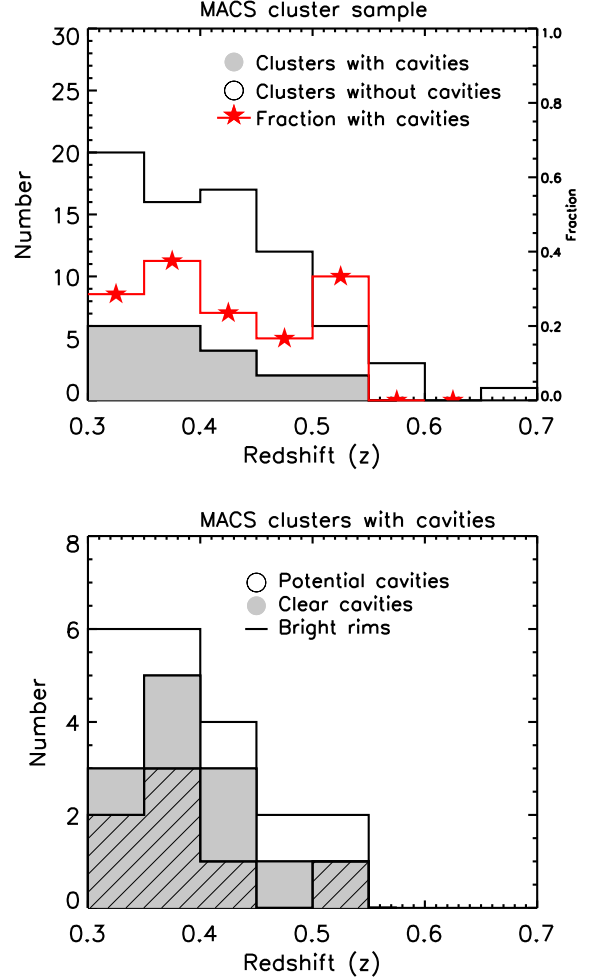 MACS cluster sample
30
25
20
15
10
5
0
Number
1.0
0.8
0.6
0.4
0.2
0.0
Fraction
Clusters with cavities
Clusters without cavities
Fraction with cavities
0.3 0.4 0.5 0.6 0.7
Redshift (z)
MACS clusters with cavities
8
6
4
2
0
Number
Potential cavities
Clear cavities
Bright rims
0.3 0.4 0.5 0.6 0.7
Redshift (z)